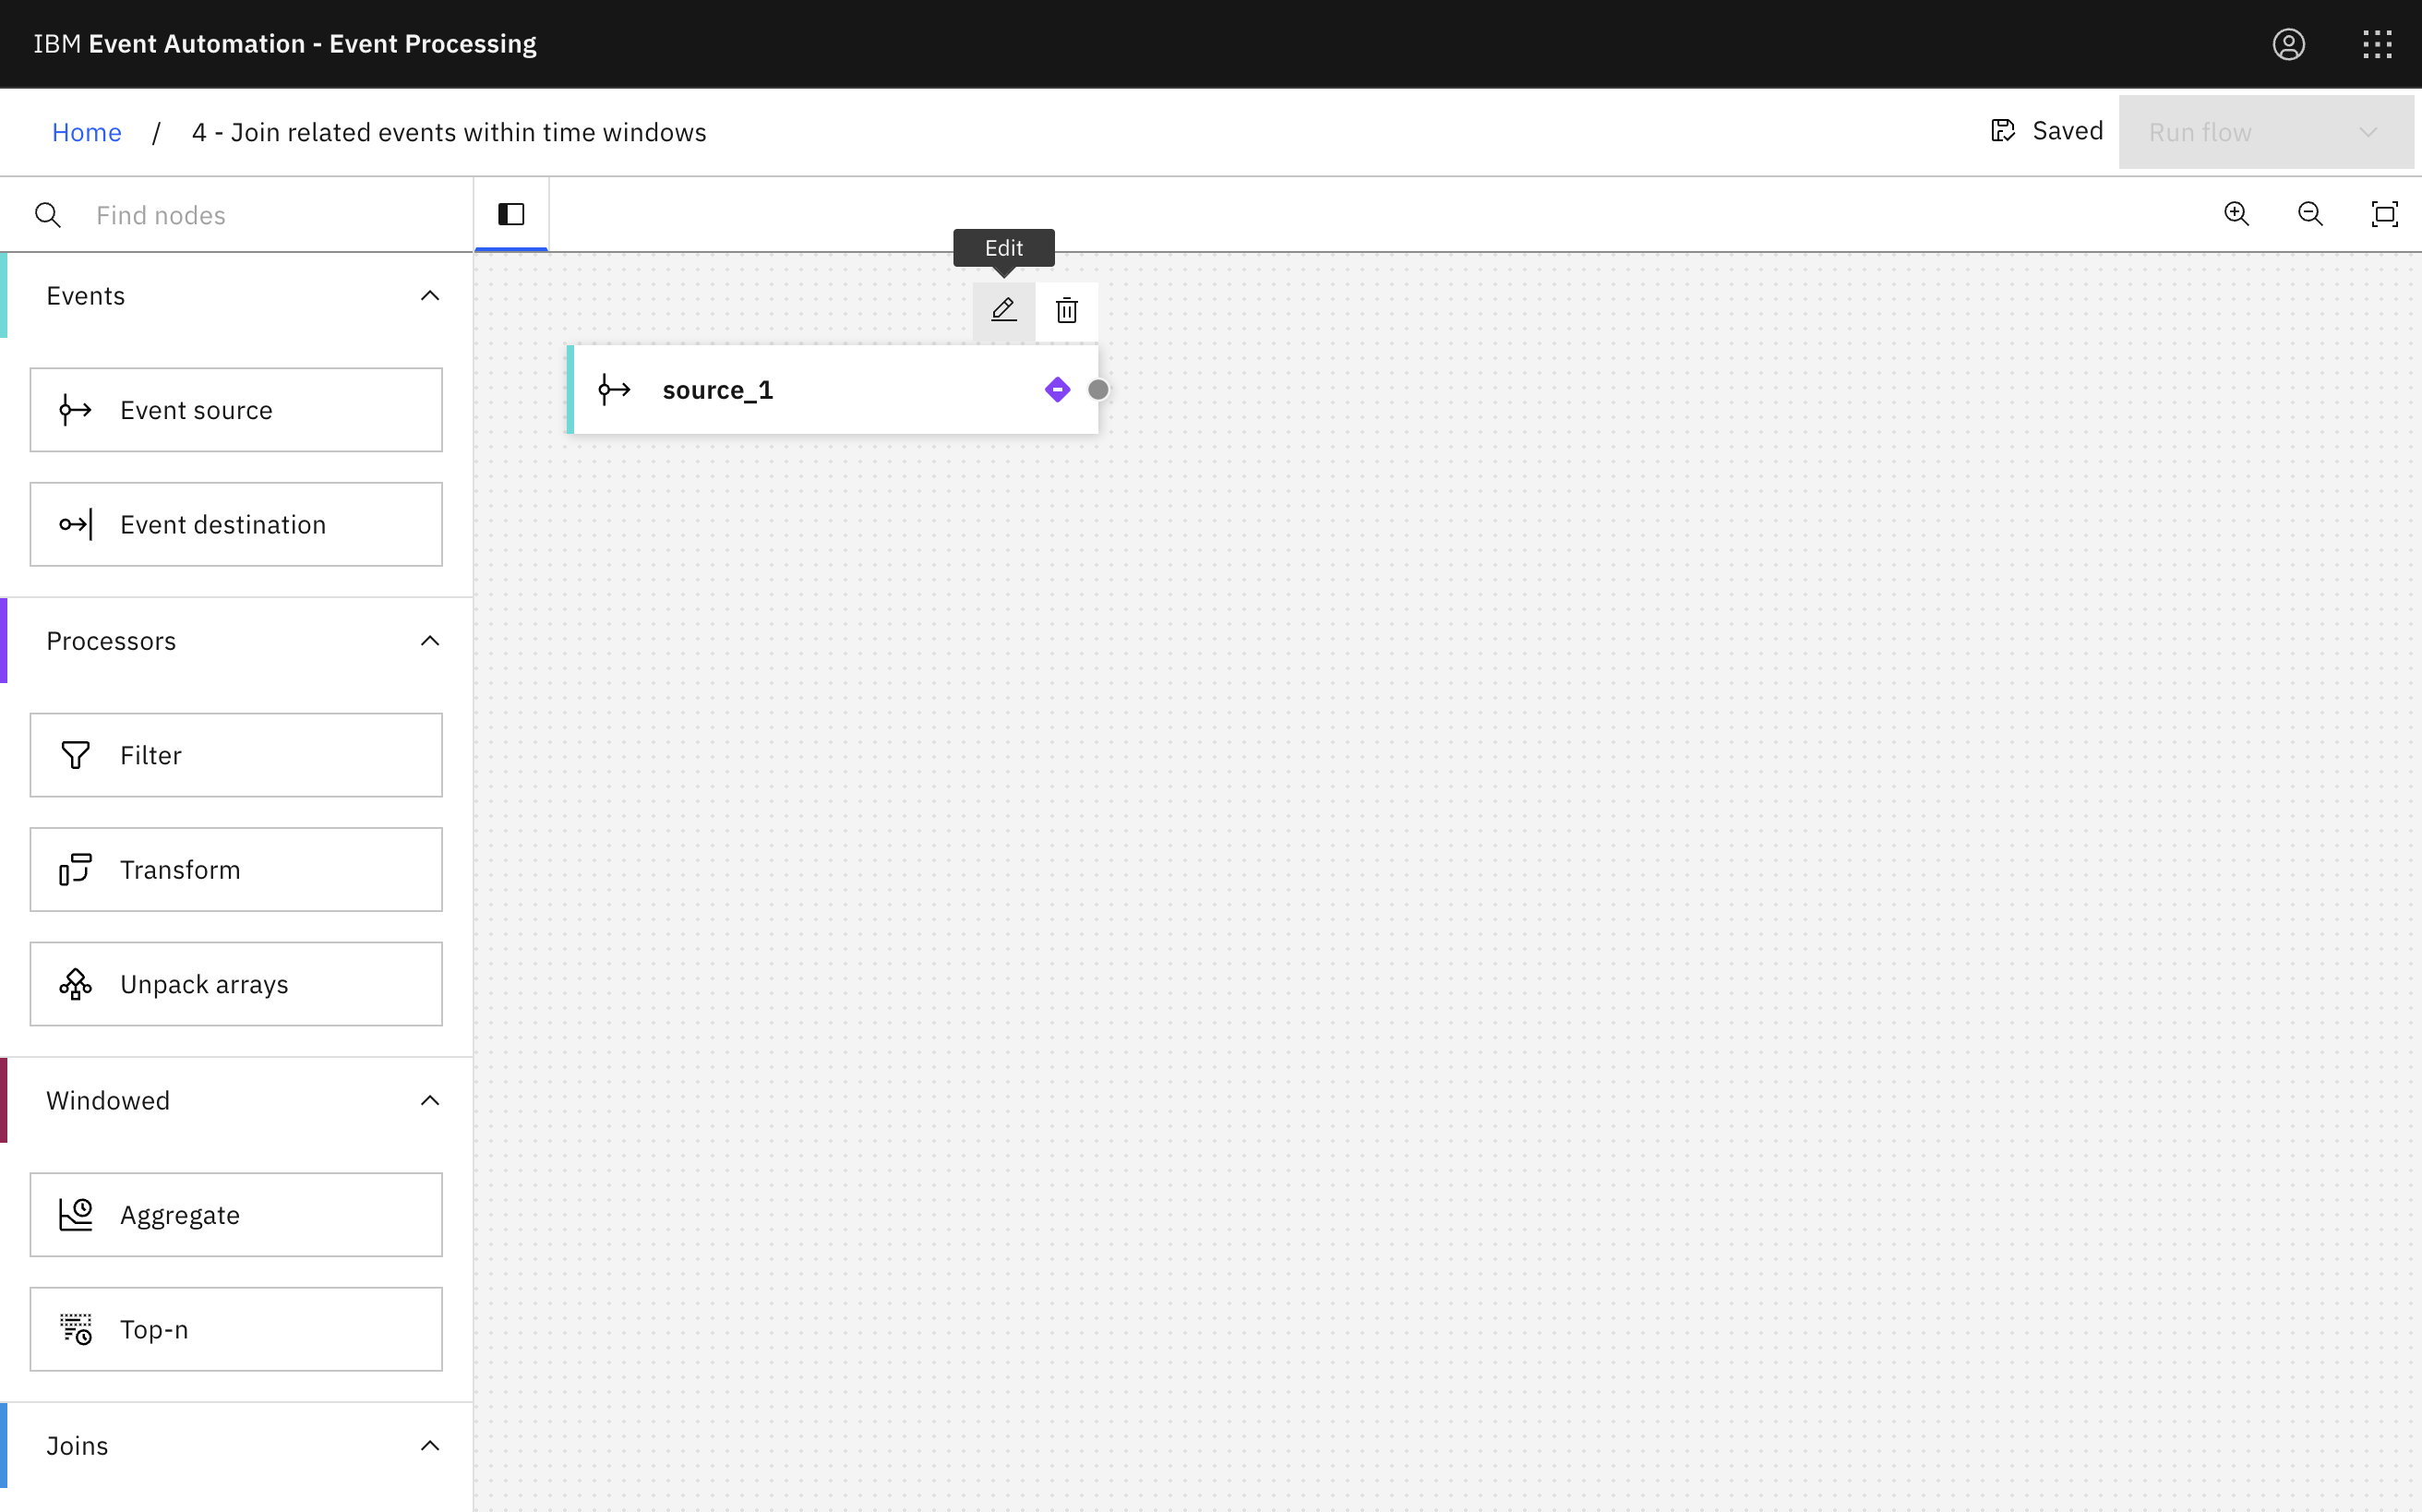 IBM Event Automation - Event Processing
Home / 4 - Join related events within time windows
Saved
Run flow
Find nodes
Edit
source_1
Events
Event source
Event destination
Processors
Filter
Transform
Unpack arrays
Windowed
Aggregate
Top-n
Joins